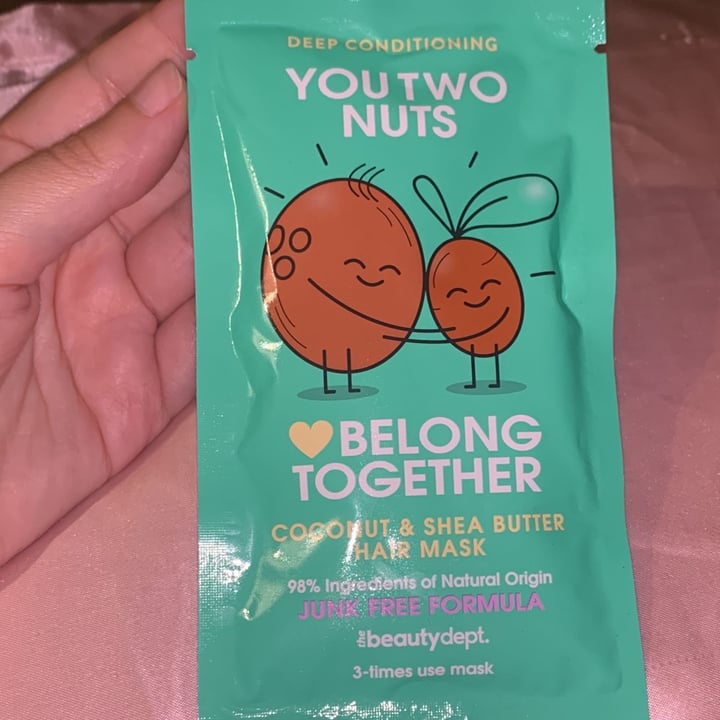 DEEP CONDITIONING
YOU TWO
NUTS
BELONG
TOGETHER
COCONUT & SHEA BUTTER
HAIR MASK
98% Ingredients of Natural Origin
JUNK FREE FORMULA
the beautydept.
3-times use mask